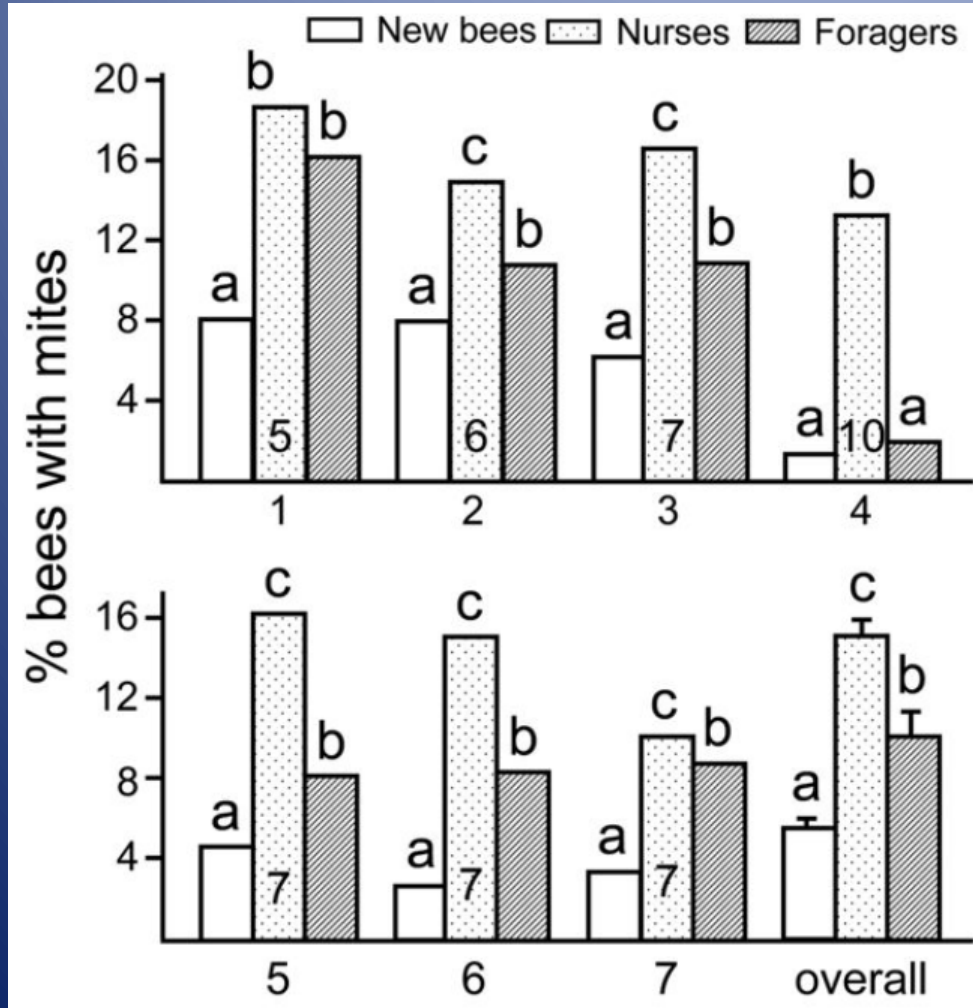 New bees Nurses Foragers
% bees with mites
20
16
12
8
4
a b b
a c b
a c b
a b a
5 6 7 10
1 2 3 4
16
12
8
4
a c b
a c b
a c b
a c b
7 7 7
5 6 7 overall